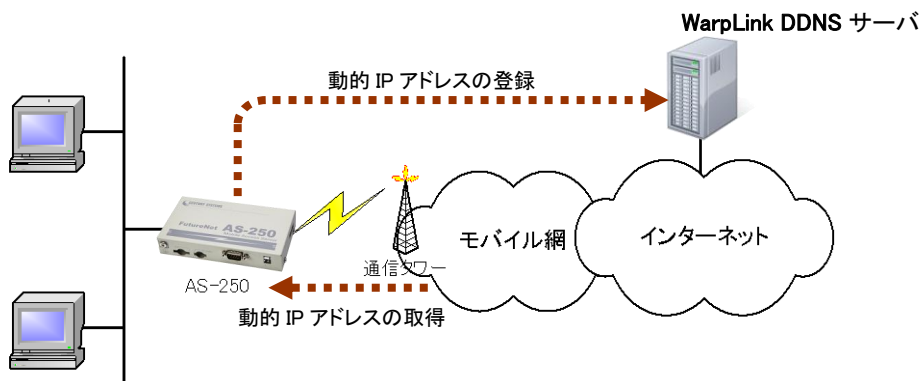 WarpLink DDNS サーバ
動的 IP アドレスの登録
FutureNet AS-250
モバイル網
インターネット
通信タワー
AS-250
動的 IP アドレスの取得